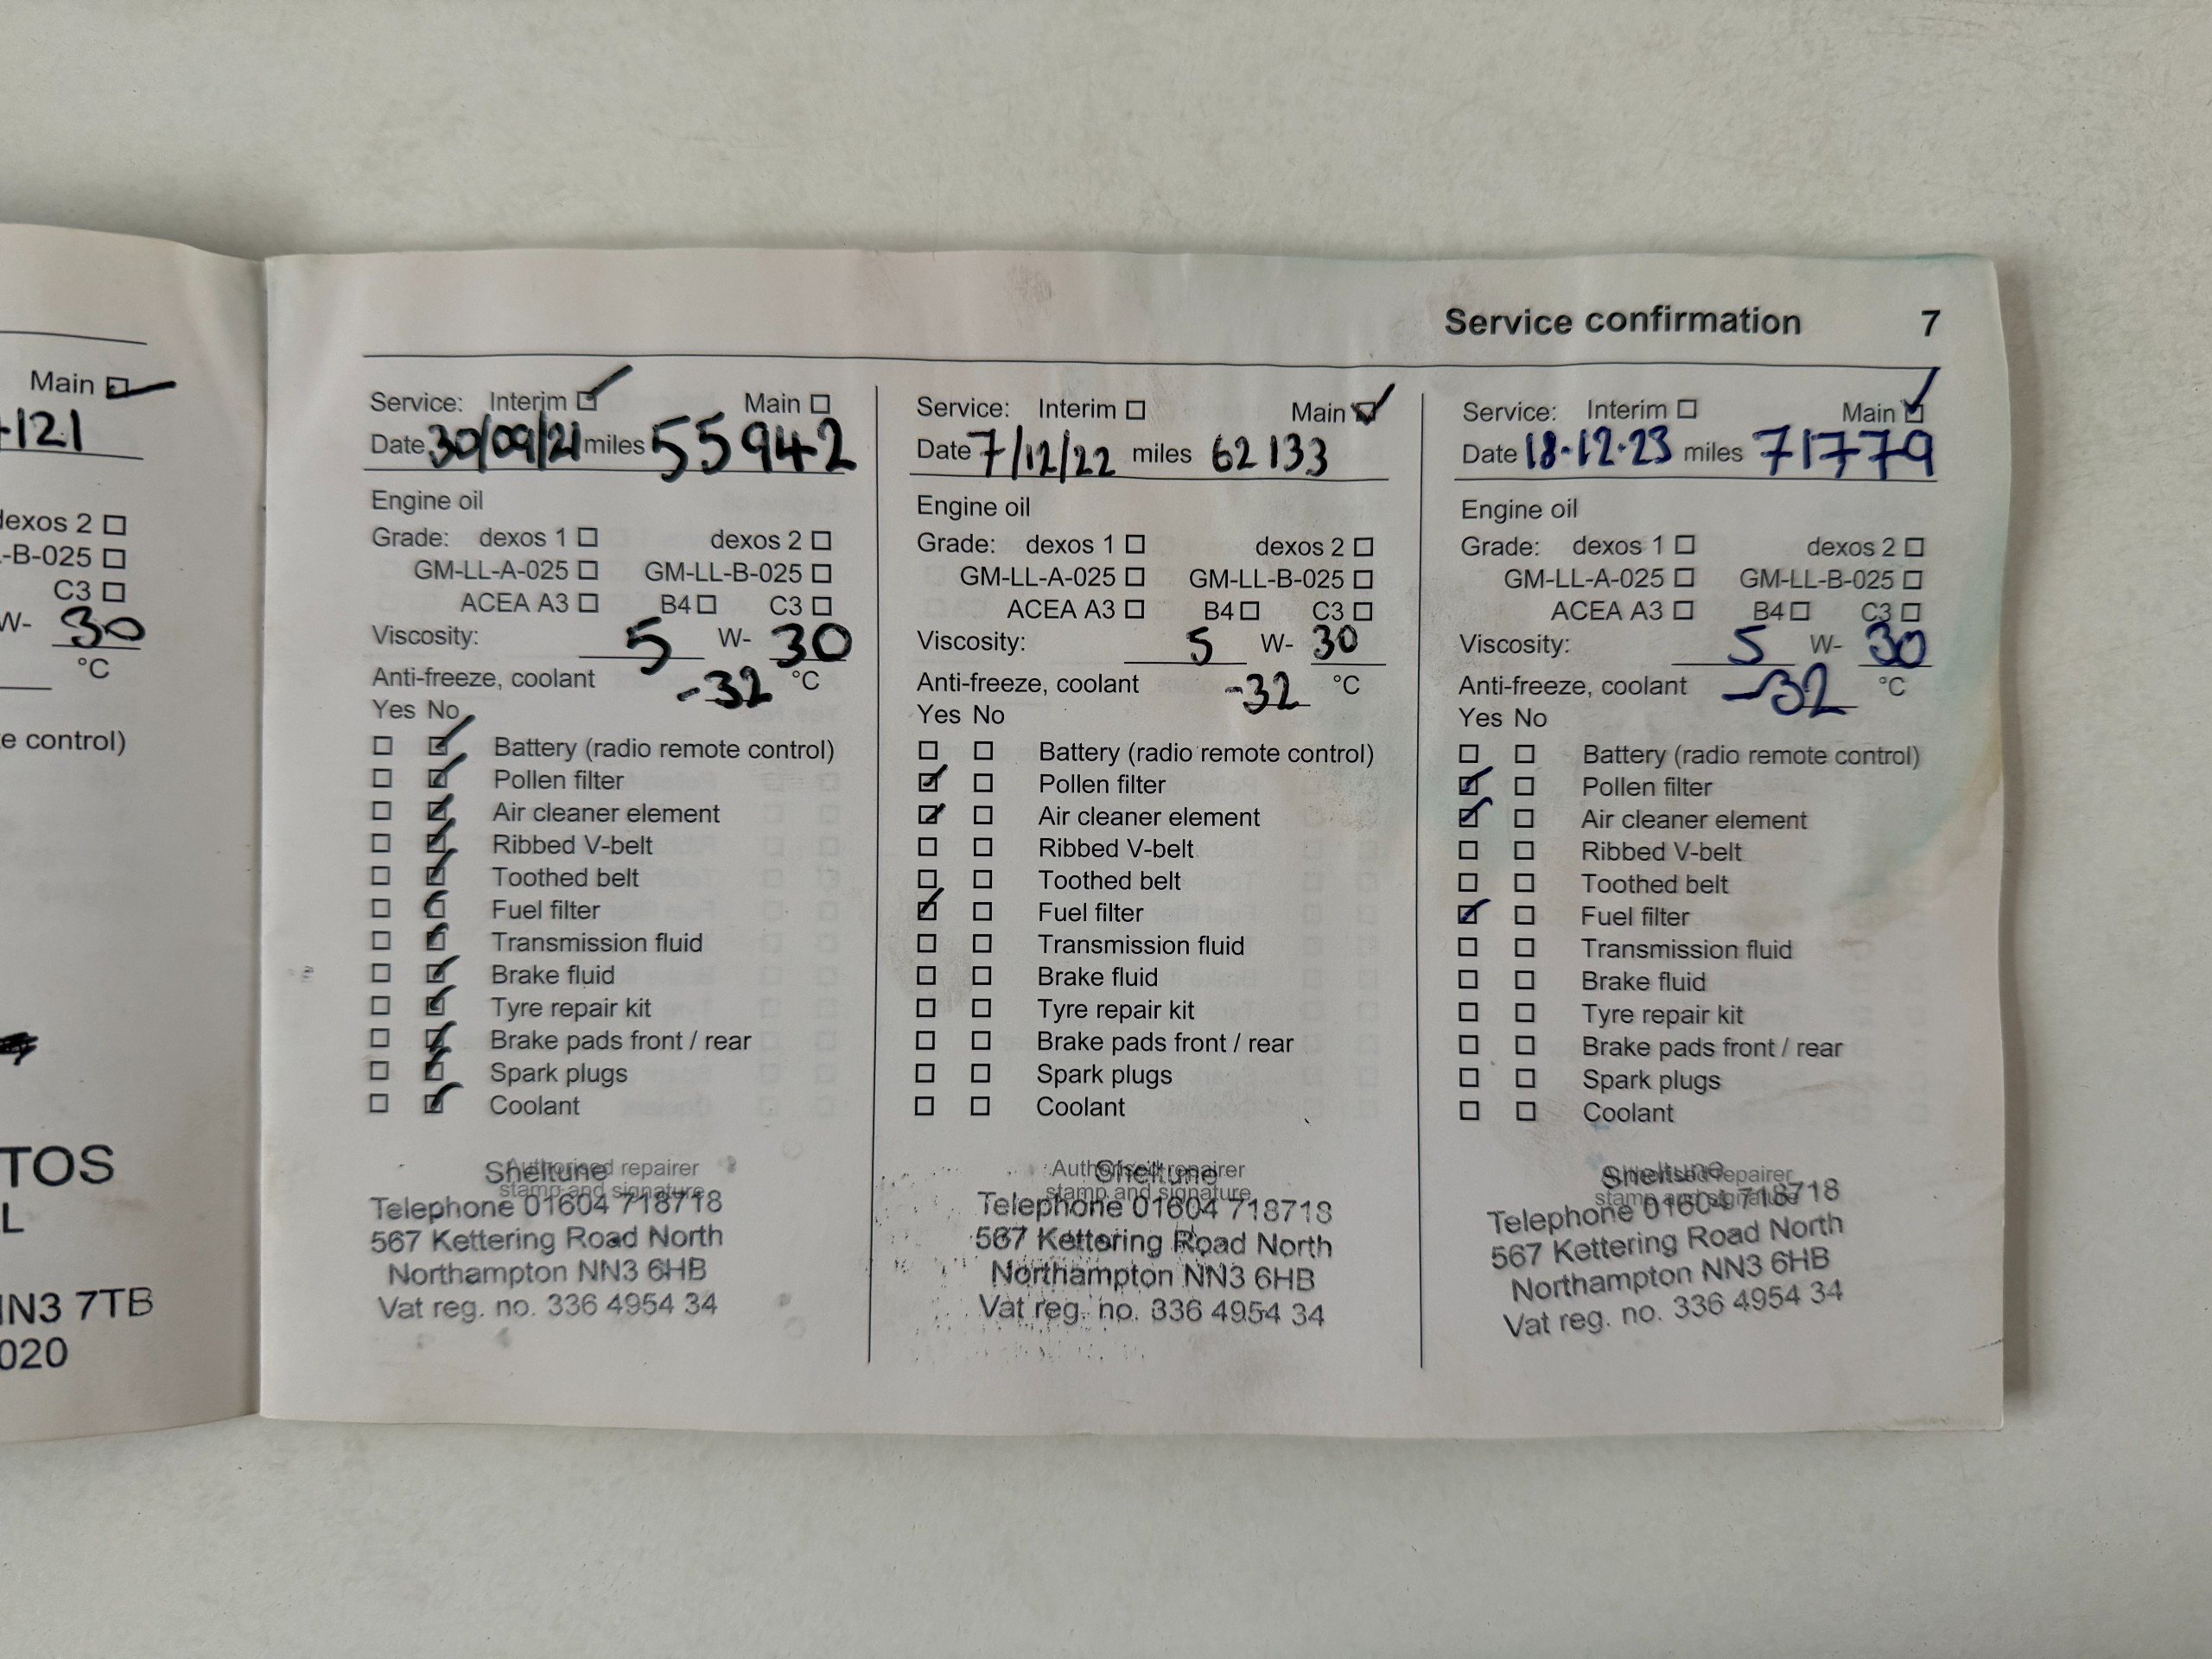 Main
4121
dexos 2
-B-025
C3
W- 30
°C
e control)
TOS
L
NN3 7TB
020
Service confirmation 7
Service: Interim Main
Date 30/09/21 miles 55942
Engine oil
Grade: dexos 1 dexos 2
GM-LL-A-025 GM-LL-B-025
ACEA A3 B4 C3
Viscosity: 5 W- 30
Anti-freeze, coolant -32 °C
Yes No
Battery (radio remote control)
Pollen filter
Air cleaner element
Ribbed V-belt
Toothed belt
Fuel filter
Transmission fluid
Brake fluid
Tyre repair kit
Brake pads front / rear
Spark plugs
Coolant
Authorised repairer
stamp and signature
Sheltune
Telephone 01604 718718
567 Kettering Road North
Northampton NN3 6HB
Vat reg. no. 336 4954 34
Service: Interim Main
Date 7/12/22 miles 62133
Engine oil
Grade: dexos 1 dexos 2
GM-LL-A-025 GM-LL-B-025
ACEA A3 B4 C3
Viscosity: 5 W- 30
Anti-freeze, coolant -32 °C
Yes No
Battery (radio remote control)
Pollen filter
Air cleaner element
Ribbed V-belt
Toothed belt
Fuel filter
Transmission fluid
Brake fluid
Tyre repair kit
Brake pads front / rear
Spark plugs
Coolant
Authorised repairer
stamp and signature
Sheltune
Telephone 01604 718718
567 Kettering Road North
Northampton NN3 6HB
Vat reg. no. 336 4954 34
Service: Interim Main
Date 18-12-23 miles 71779
Engine oil
Grade: dexos 1 dexos 2
GM-LL-A-025 GM-LL-B-025
ACEA A3 B4 C3
Viscosity: 5 W- 30
Anti-freeze, coolant -32 °C
Yes No
Battery (radio remote control)
Pollen filter
Air cleaner element
Ribbed V-belt
Toothed belt
Fuel filter
Transmission fluid
Brake fluid
Tyre repair kit
Brake pads front / rear
Spark plugs
Coolant
Authorised repairer
stamp and signature
Sheltune
Telephone 01604 718718
567 Kettering Road North
Northampton NN3 6HB
Vat reg. no. 336 4954 34